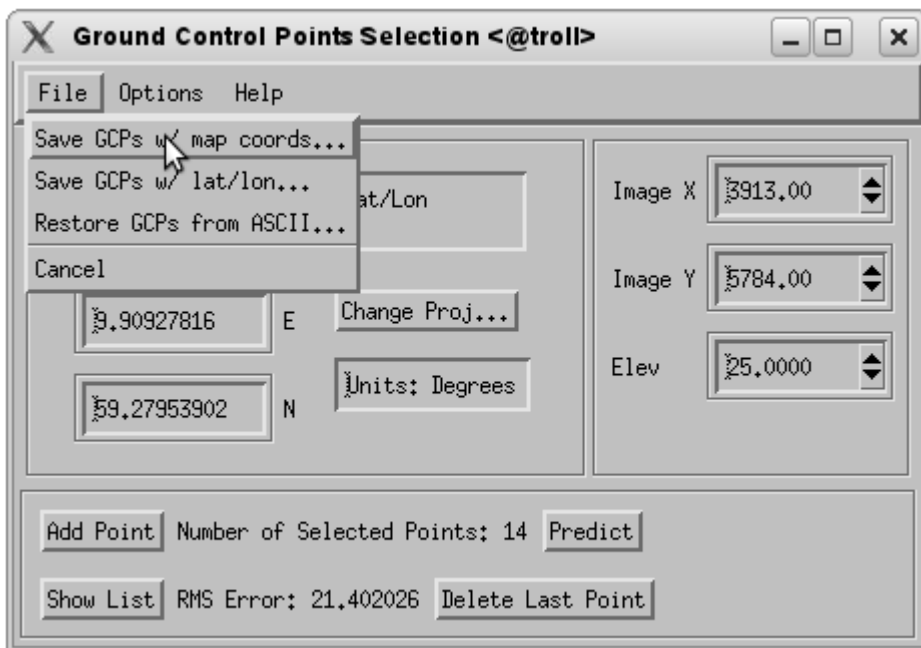 Ground Control Points Selection <@troll>
File Options Help
Save GCPs w/ map coords...
Save GCPs w/ lat/lon...
Restore GCPs from ASCII...
Cancel
at/Lon
9.90927816 E
Change Proj...
59.27953902 N
Units: Degrees
Image X 3913.00
Image Y 5784.00
Elev 25.0000
Add Point Number of Selected Points: 14 Predict
Show List RMS Error: 21.402026 Delete Last Point